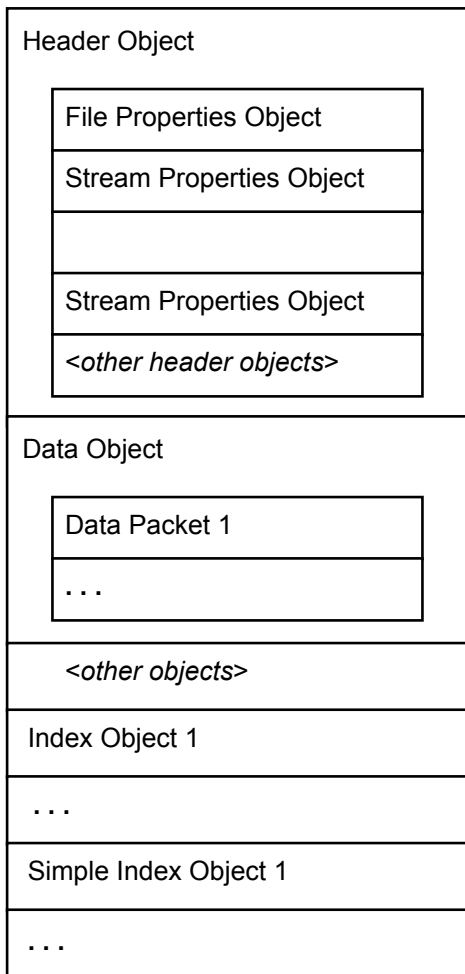 Header Object
File Properties Object
Stream Properties Object
Stream Properties Object
<other header objects>
Data Object
Data Packet 1
. . .
<other objects>
Index Object 1
. . .
Simple Index Object 1
. . .